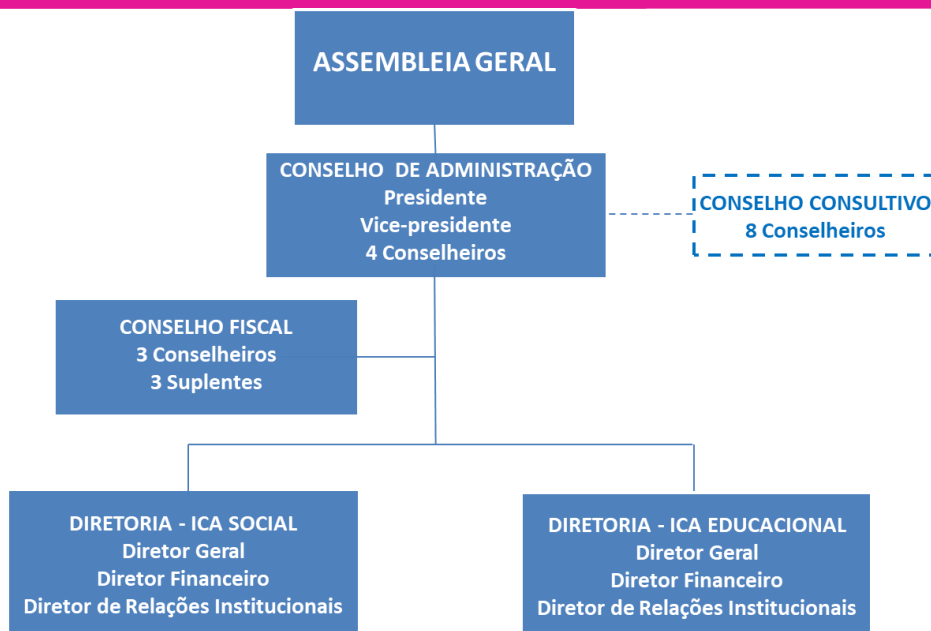 ASSEMBLEIA GERAL
CONSELHO DE ADMINISTRAÇÃO
Presidente
Vice-presidente
4 Conselheiros
CONSELHO CONSULTIVO
8 Conselheiros
CONSELHO FISCAL
3 Conselheiros
3 Suplentes
DIRETORIA - ICA SOCIAL
Diretor Geral
Diretor Financeiro
Diretor de Relações Institucionais
DIRETORIA - ICA EDUCACIONAL
Diretor Geral
Diretor Financeiro
Diretor de Relações Institucionais